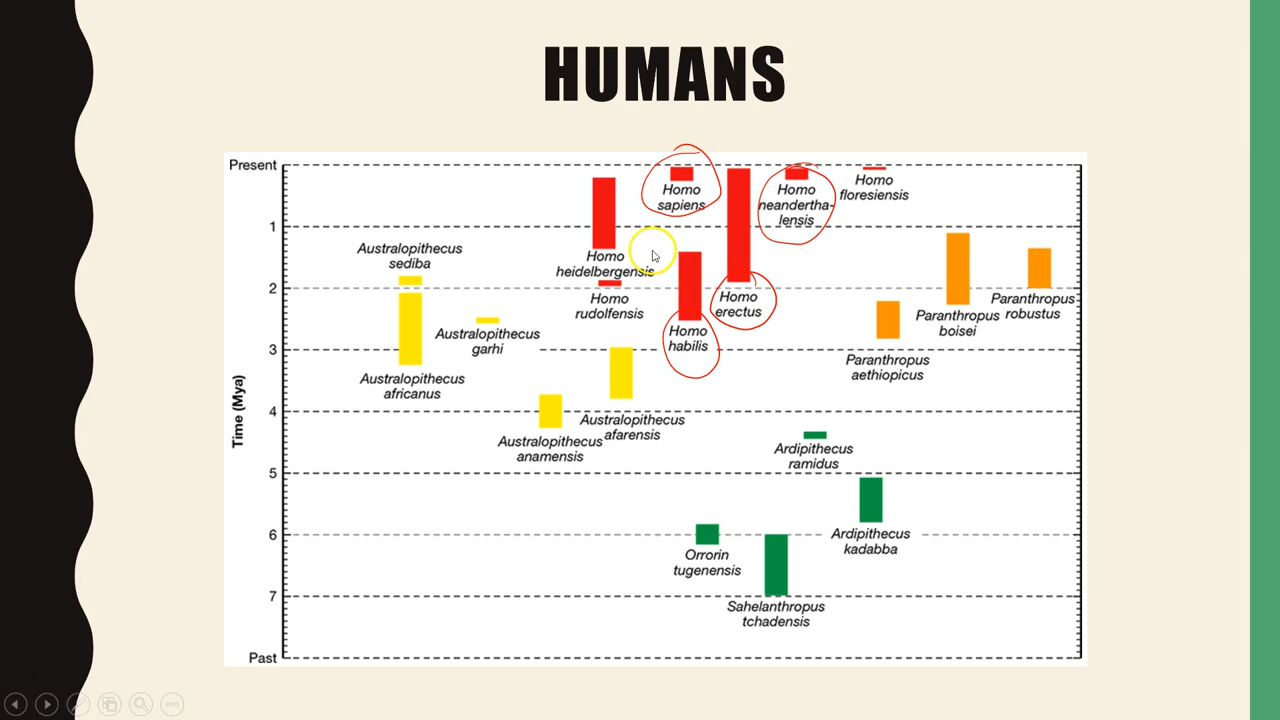 HUMANS
Present
1
2
3
4
5
6
7
Past
Time (Mya)
Homo
sapiens
Homo
neandertha-
lensis
Homo
floresiensis
Homo
heidelbergensis
Australopithecus
sediba
Homo
rudolfensis
Homo
erectus
Homo
habilis
Paranthropus
robustus
Paranthropus
boisei
Australopithecus
garhi
Paranthropus
aethiopicus
Australopithecus
africanus
Australopithecus
afarensis
Australopithecus
anamensis
Ardipithecus
ramidus
Ardipithecus
kadabba
Orrorin
tugenensis
Sahelanthropus
tchadensis